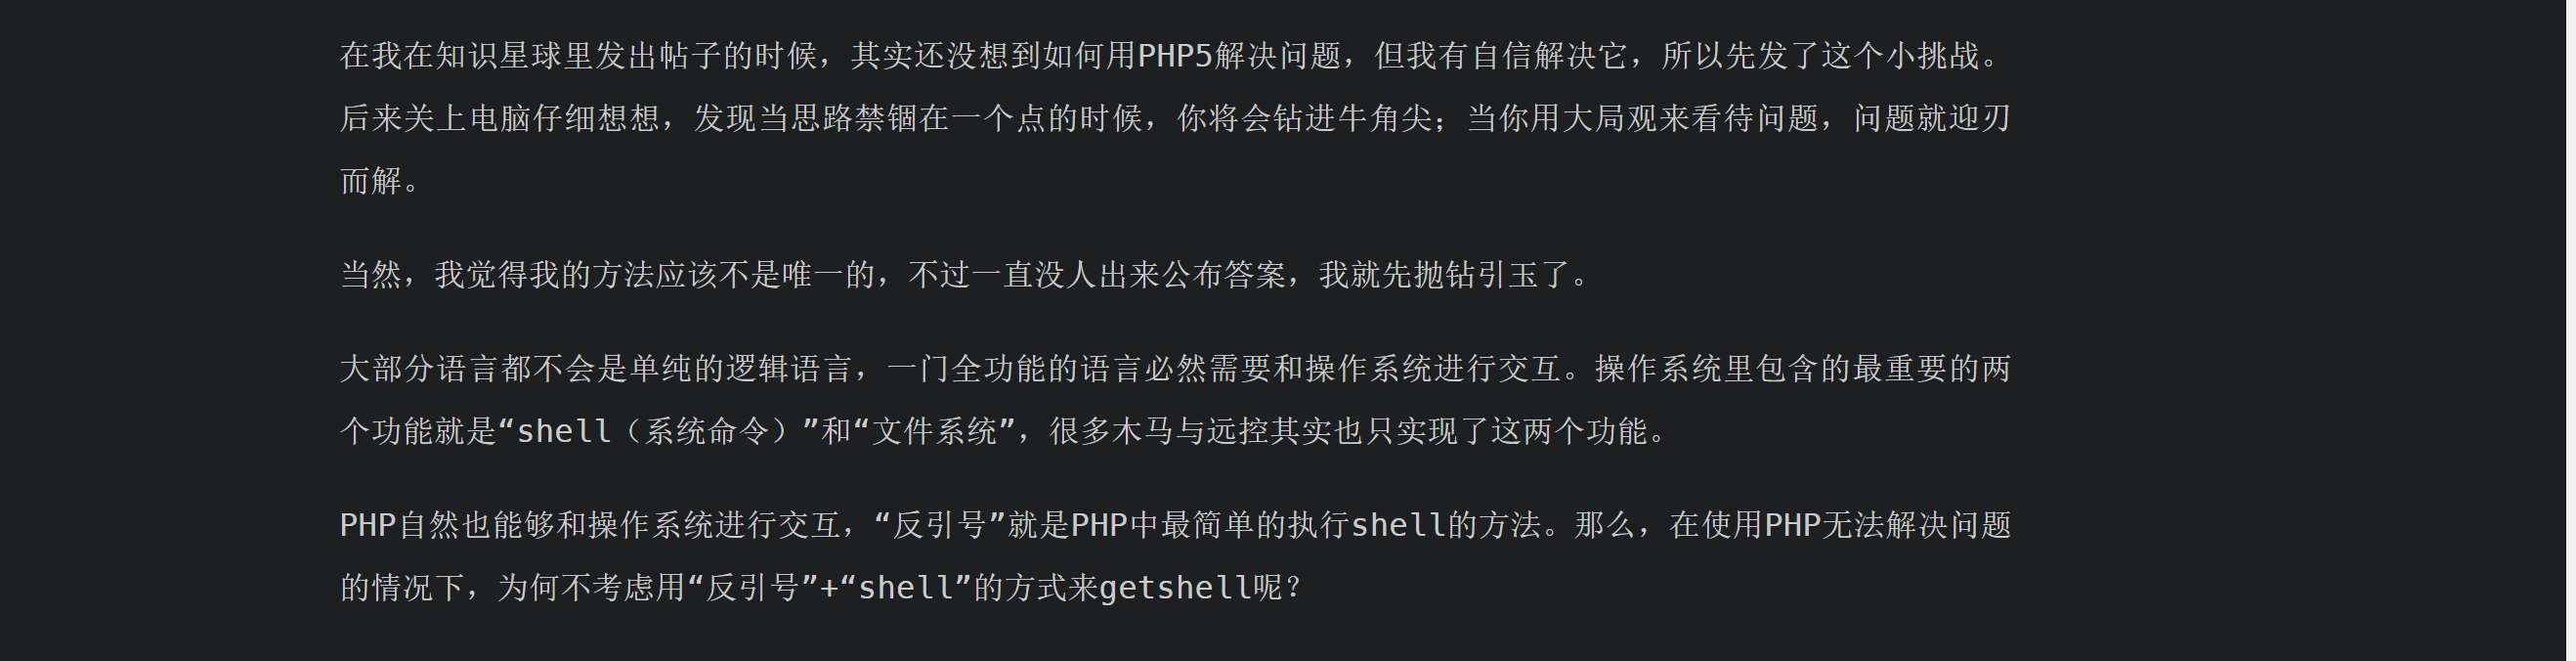 在我在知识星球里发出帖子的时候，其实还没想到如何用PHP5解决问题，但我有自信解决它，所以先发了这个小挑战。
后来关上电脑仔细想想，发现当思路禁锢在一个点的时候，你将会钻进牛角尖；当你用大局观来看待问题，问题就迎刃
而解。
当然，我觉得我的方法应该不是唯一的，不过一直没人出来公布答案，我就先抛钻引玉了。
大部分语言都不会是单纯的逻辑语言，一门全功能的语言必然需要和操作系统进行交互。操作系统里包含的最重要的两
个功能就是“shell（系统命令）”和“文件系统”，很多木马与远控其实也只实现了这两个功能。
PHP自然也能够和操作系统进行交互，“反引号”就是PHP中最简单的执行shell的方法。那么，在使用PHP无法解决问题
的情况下，为何不考虑用“反引号”+“shell”的方式来getshell呢？